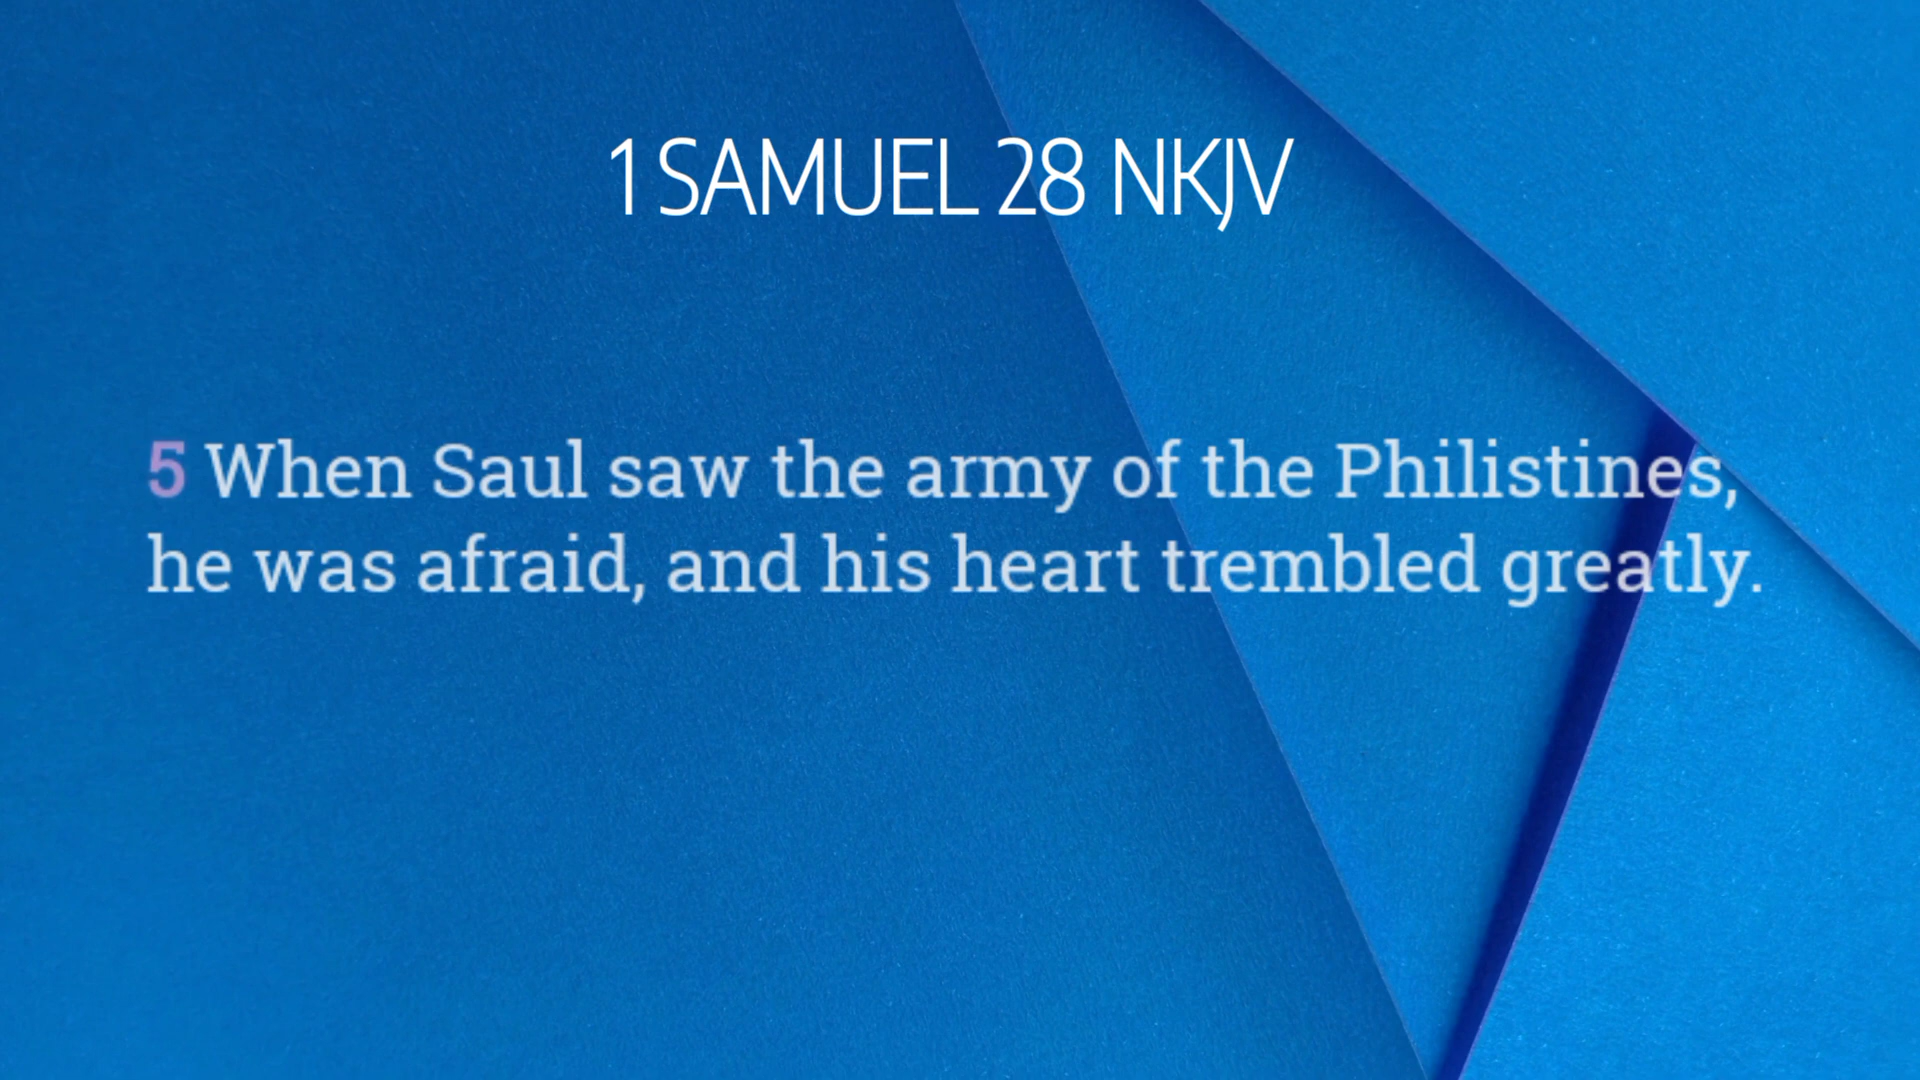 1 SAMUEL 28 NKJV
5 When Saul saw the army of the Philistines,
he was afraid, and his heart trembled greatly.